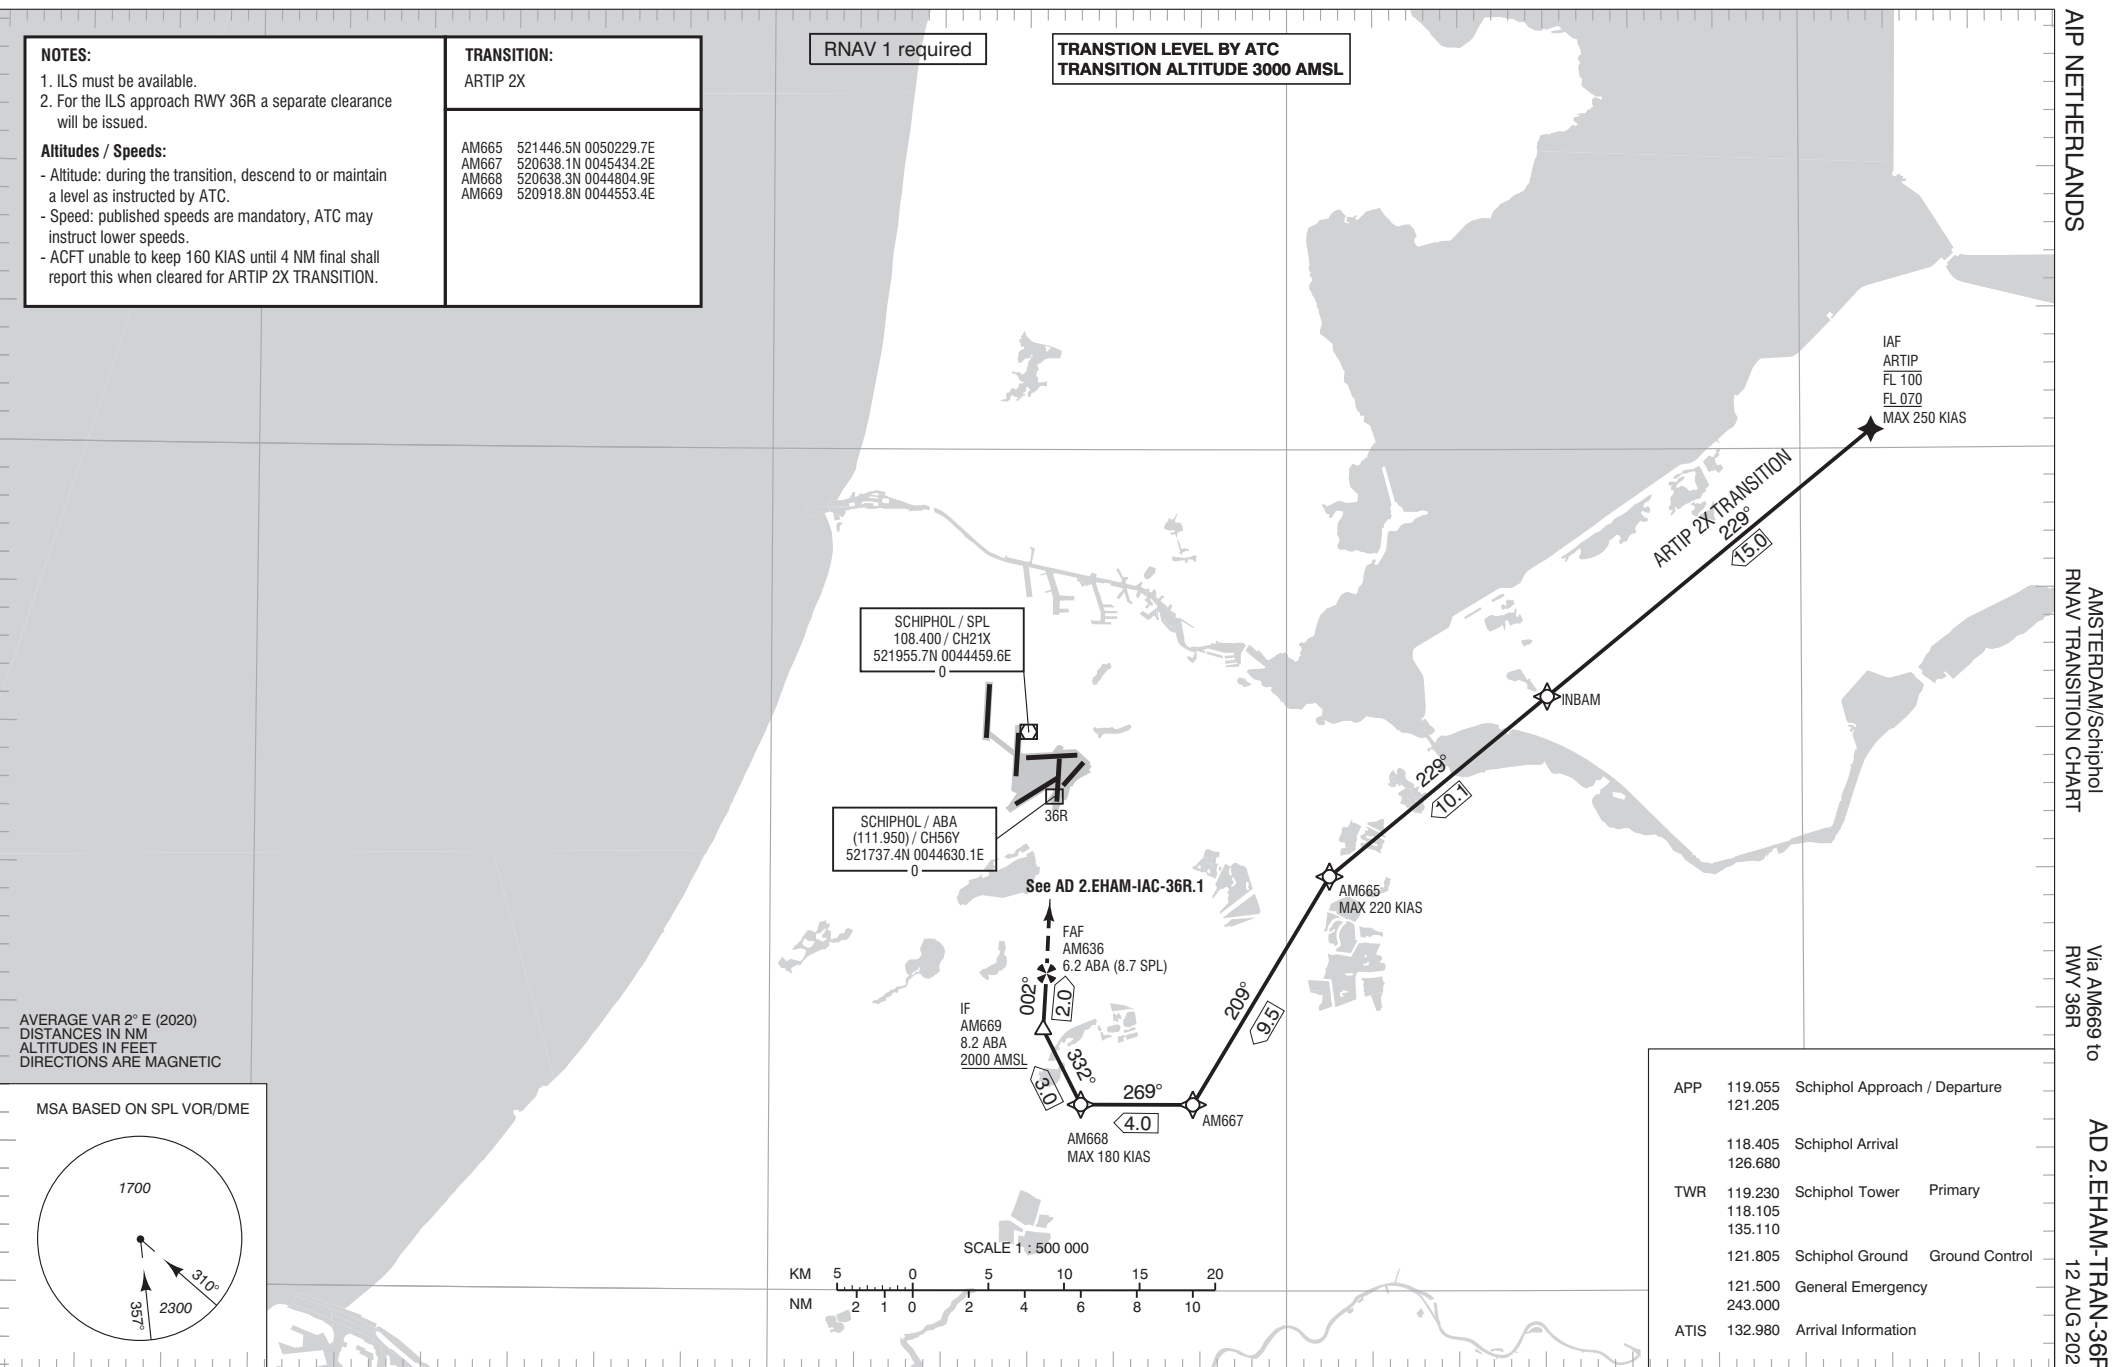 NOTES:
1. ILS must be available.
2. For the ILS approach RWY 36R a separate clearance
will be issued.
Altitudes / Speeds:
- Altitude: during the transition, descend to or maintain
a level as instructed by ATC.
- Speed: published speeds are mandatory, ATC may
instruct lower speeds.
- ACFT unable to keep 160 KIAS until 4 NM final shall
report this when cleared for ARTIP 2X TRANSITION.
TRANSITION:
ARTIP 2X
AM665 521446.5N 0050229.7E
AM667 520638.1N 0045434.2E
AM668 520638.3N 0044804.9E
AM669 520918.8N 0044553.4E
RNAV 1 required
TRANSTION LEVEL BY ATC
TRANSITION ALTITUDE 3000 AMSL
AIP NETHERLANDS
AMSTERDAM/Schiphol
RNAV TRANSITION CHART
Via AM669 to
RWY 36R
AD 2.EHAM-TRAN-36R
12 AUG 202
IAF
ARTIP
FL 100
FL 070
MAX 250 KIAS
ARTIP 2X TRANSITION
229°
15.0
INBAM
229°
10.1
AM665
MAX 220 KIAS
209°
9.5
AM667
269°
4.0
AM668
MAX 180 KIAS
332°
3.0
IF
AM669
8.2 ABA
2000 AMSL
002°
2.0
FAF
AM636
6.2 ABA (8.7 SPL)
See AD 2.EHAM-IAC-36R.1
SCHIPHOL / SPL
108.400 / CH21X
521955.7N 0044459.6E
0
SCHIPHOL / ABA
(111.950) / CH56Y
521737.4N 0044630.1E
0
36R
AVERAGE VAR 2° E (2020)
DISTANCES IN NM
ALTITUDES IN FEET
DIRECTIONS ARE MAGNETIC
MSA BASED ON SPL VOR/DME
1700
310°
357°
2300
SCALE 1 : 500 000
KM 5 0 5 10 15 20
NM 2 1 0 2 4 6 8 10
APP 119.055 Schiphol Approach / Departure
121.205
118.405 Schiphol Arrival
126.680
TWR 119.230 Schiphol Tower Primary
118.105
135.110
121.805 Schiphol Ground Ground Control
121.500 General Emergency
243.000
ATIS 132.980 Arrival Information